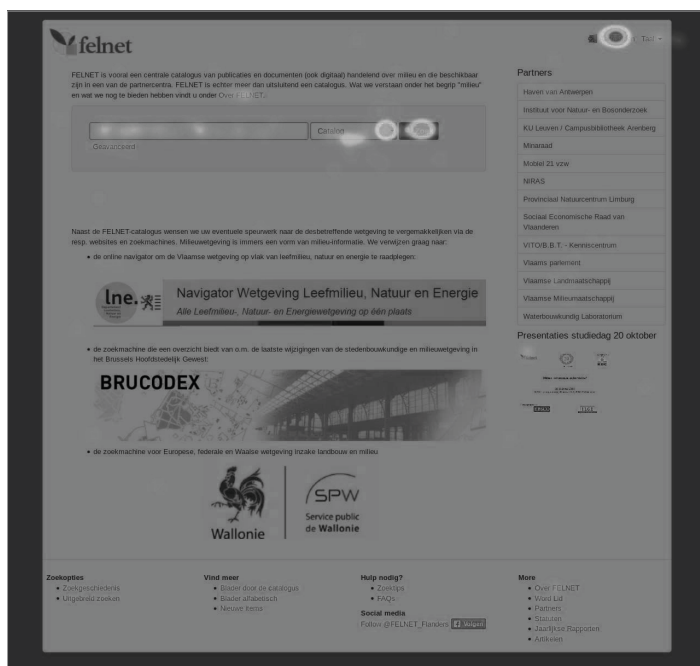 felnet
Taal
FELNET is vooral een centrale catalogus van publicaties en documenten (ook digitaal) handelend over milieu en die beschikbaar
zijn in een van de partnercentra. FELNET is echter meer dan uitsluitend een catalogus. Wat we verstaan onder het begrip "milieu"
en wat we nog te bieden hebben vindt u onder Over FELNET.
Catalog
Geavanceerd
Naast de FELNET-catalogus wensen we uw eventuele speurwerk naar de desbetreffende wetgeving te vergemakkelijken via de
resp. websites en zoekmachines. Milieuwetgeving is immers een vorm van milieu-informatie. We verwijzen graag naar:
de online navigator om de Vlaamse wetgeving op vlak van leefmilieu, natuur en energie te raadplegen:
lne.
Navigator Wetgeving Leefmilieu, Natuur en Energie
Alle Leefmilieu-, Natuur- en Energiewetgeving op één plaats
de zoekmachine die een overzicht biedt van o.m. de laatste wijzigingen van de stedenbouwkundige en milieuwetgeving in
het Brussels Hoofdstedelijk Gewest:
BRUCODEX
de zoekmachine voor Europese, federale en Waalse wetgeving inzake landbouw en milieu
Wallonie
SPW
Service public
de Wallonie
Partners
Haven van Antwerpen
Instituut voor Natuur- en Bosonderzoek
KU Leuven / Campusbibliotheek Arenberg
Minaraad
Mobiel 21 vzw
NIRAS
Provinciaal Natuurcentrum Limburg
Sociaal Economische Raad van
Vlaanderen
VITO/B.B.T. - Kenniscentrum
Vlaams parlement
Vlaamse Landmaatschappij
Vlaamse Milieumaatschappij
Waterbouwkundig Laboratorium
Presentaties studiedag 20 oktober
Zoekopties
Zoekgeschiedenis
Uitgebreid zoeken
Vind meer
Blader door de catalogus
Blader alfabetisch
Nieuwe items
Hulp nodig?
Zoektips
FAQs
Social media
Follow @FELNET_Flanders
Volgen
More
Over FELNET
Word Lid
Partners
Statuten
Jaarlijkse Rapporten
Artikelen